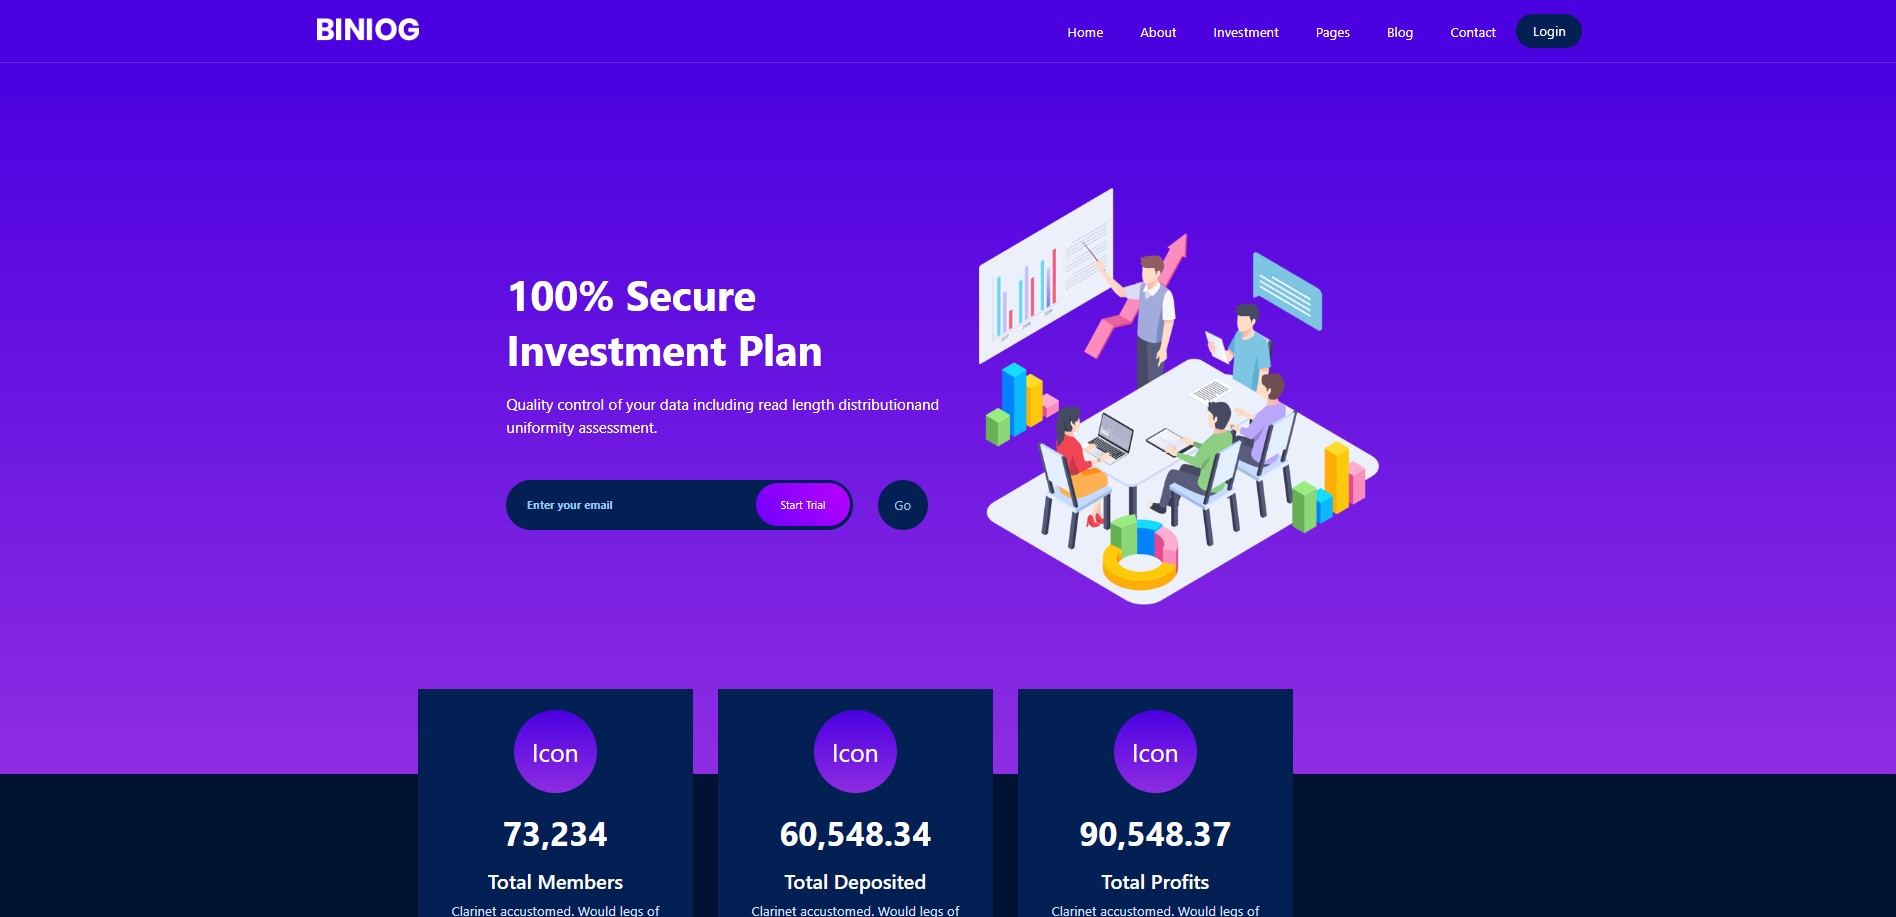 BINIOG
Home About Investment Pages Blog Contact Login
100% Secure
Investment Plan
Quality control of your data including read length distributionand
uniformity assessment.
Enter your email Start Trial Go
Icon Icon Icon
73,234 60,548.34 90,548.37
Total Members Total Deposited Total Profits
Clarinet accustomed. Would legs of Clarinet accustomed. Would legs of Clarinet accustomed. Would legs of